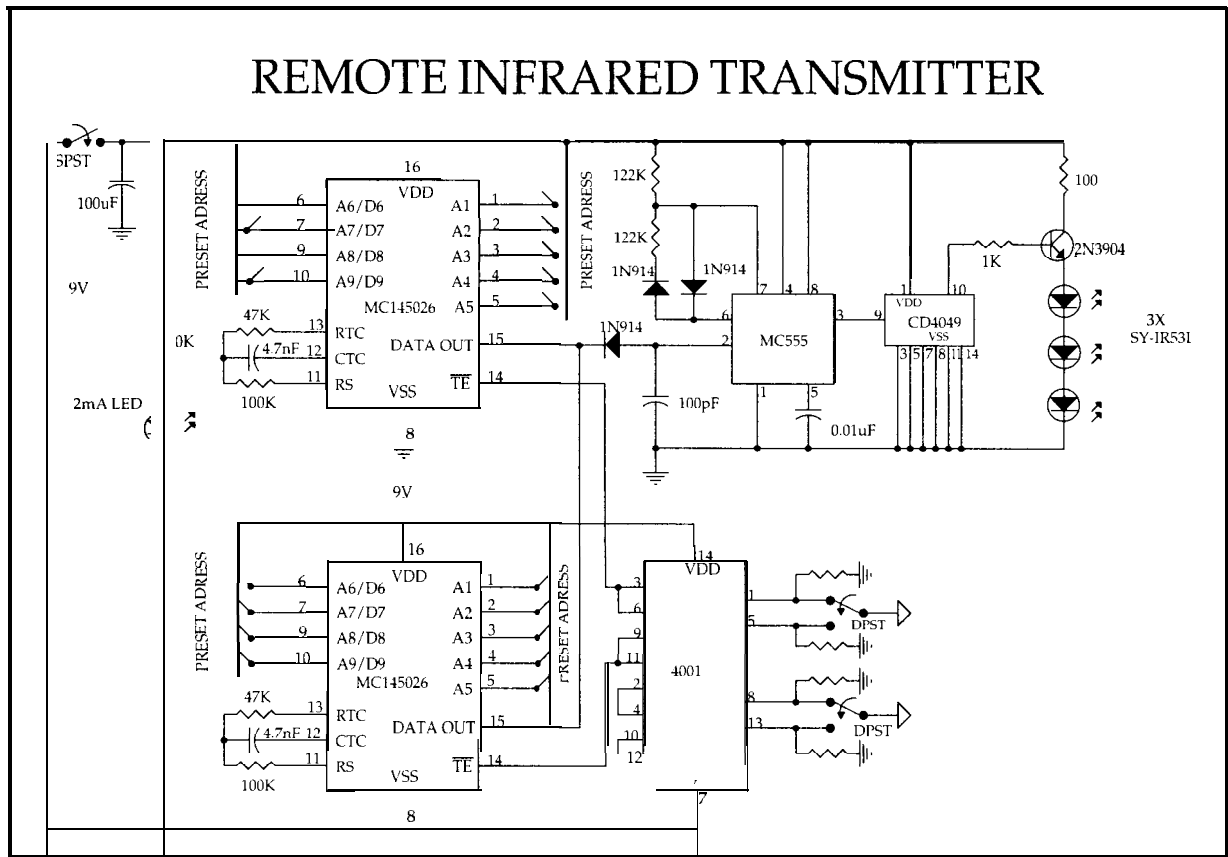 REMOTE INFRARED TRANSMITTER
SPST
100uF
9V
0K
2mA LED
PRESET ADRESS
16
VDD
6 A6/D6 A1 1
7 A7/D7 A2 2
9 A8/D8 A3 3
10 A9/D9 A4 4
MC145026 A5 5
47K 13 RTC
4.7nF 12 CTC
DATA OUT 15
100K 11 RS
VSS
TE 14
8
PRESET ADRESS
122K
122K
1N914
1N914
1N914
100pF
7 4 8
6
2
MC555
3
1
5
0.01uF
9
1
VDD
10
CD4049
VSS
3 5 7 8 11 14
1K
100
2N3904
3X
SY-IR53I
9V
PRESET ADRESS
16
VDD
6 A6/D6 A1 1
7 A7/D7 A2 2
9 A8/D8 A3 3
10 A9/D9 A4 4
MC145026 A5 5
47K 13 RTC
4.7nF 12 CTC
DATA OUT 15
100K 11 RS
VSS
TE 14
8
PRESET ADRESS
14
VDD
3
6
9
11
2
4
10
12
4001
1
5
8
13
7
DPST
DPST